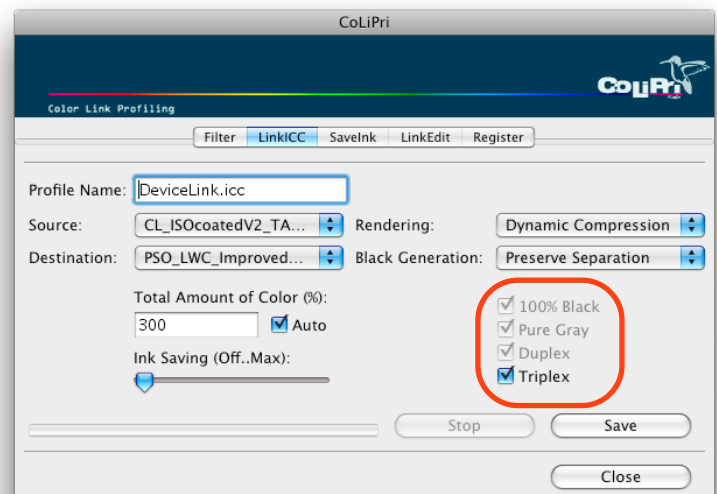 CoLiPri
CoLiPri
Color Link Profiling
Filter LinkICC SaveInk LinkEdit Register
Profile Name: DeviceLink.icc
Source: CL_ISOcoatedV2_TA... Rendering: Dynamic Compression
Destination: PSO_LWC_Improved... Black Generation: Preserve Separation
Total Amount of Color (%):
300 Auto
Ink Saving (Off..Max):
100% Black
Pure Gray
Duplex
Triplex
Stop Save
Close